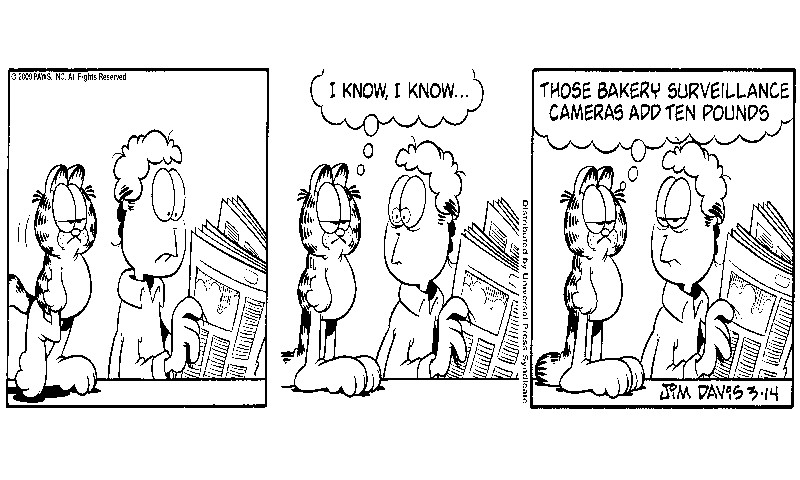 © 2009 PAWS, INC. All Rights Reserved
I KNOW, I KNOW...
Distributed by Universal Press Syndicate
THOSE BAKERY SURVEILLANCE
CAMERAS ADD TEN POUNDS
JIM DAVIS 3·14